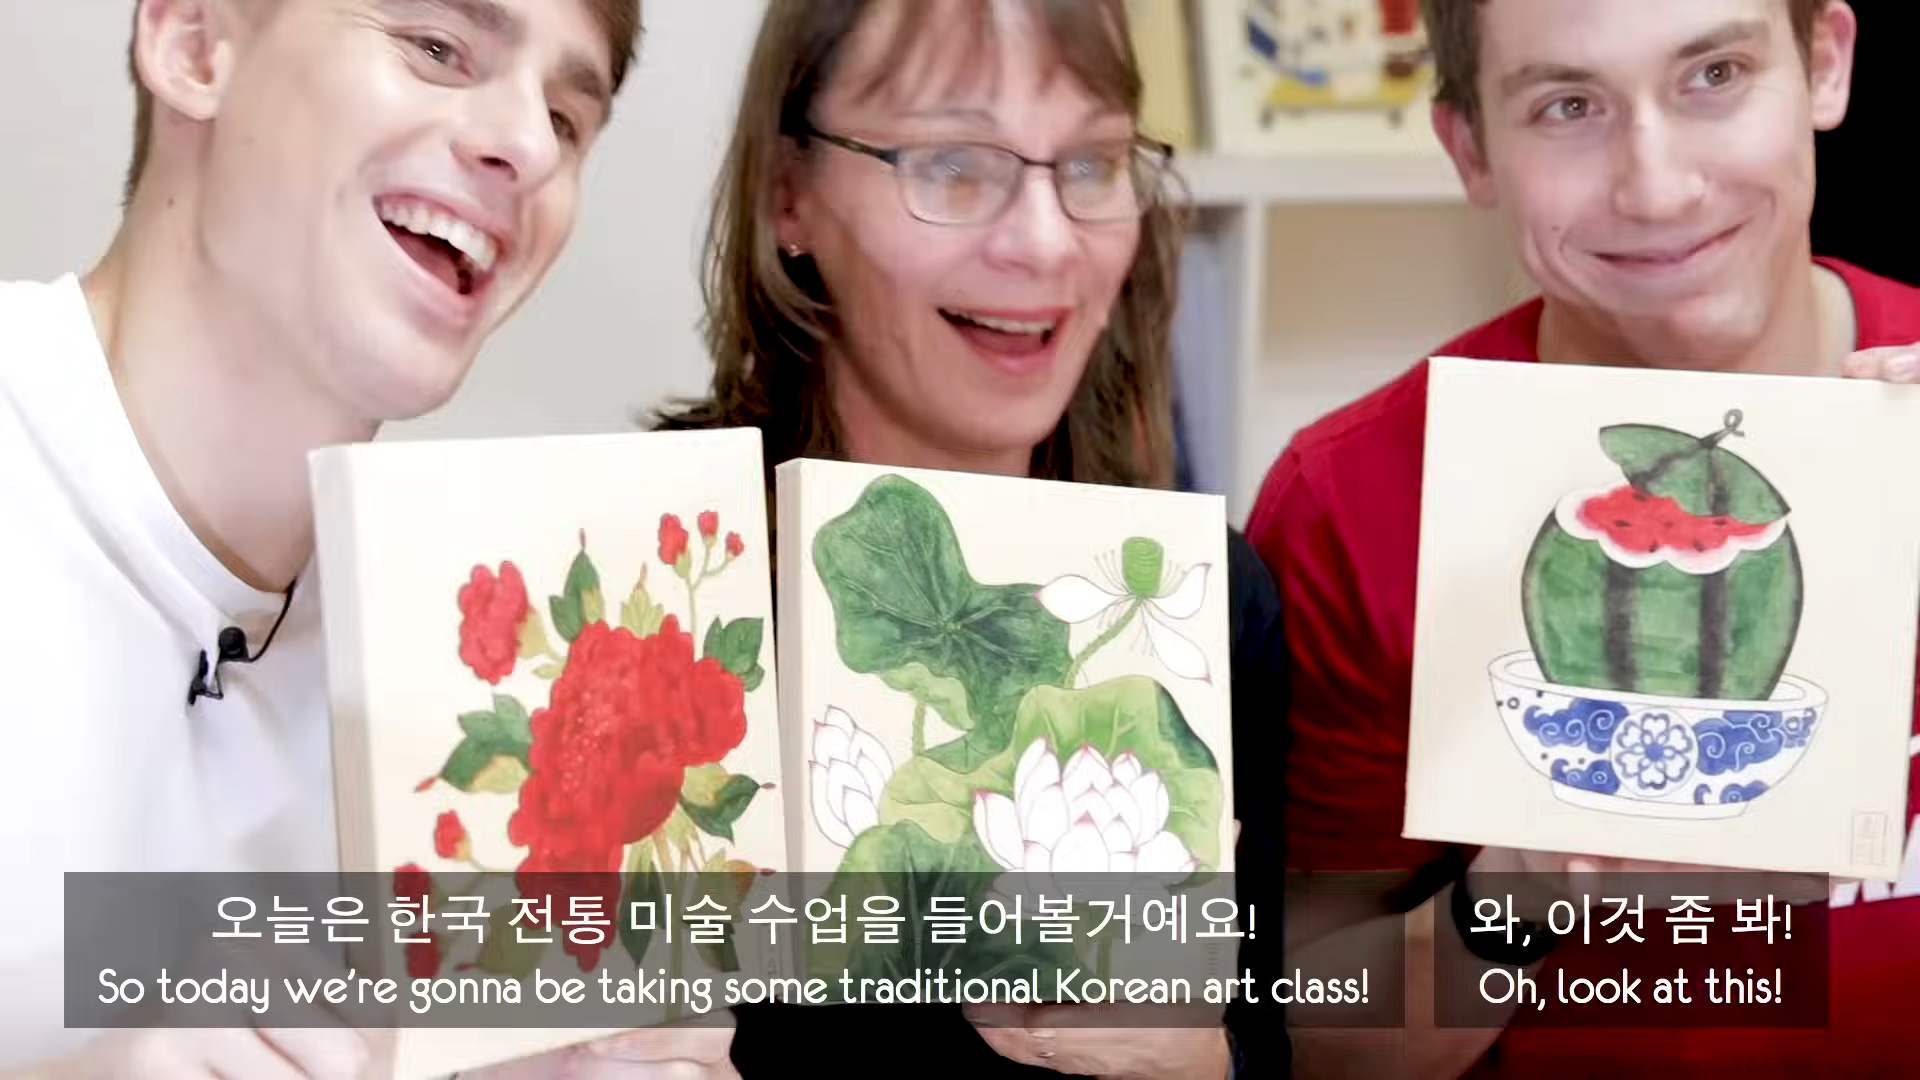 오늘은 한국 전통 미술 수업을 들어볼거예요!
So today we're gonna be taking some traditional Korean art class!
와, 이것 좀 봐!
Oh, look at this!